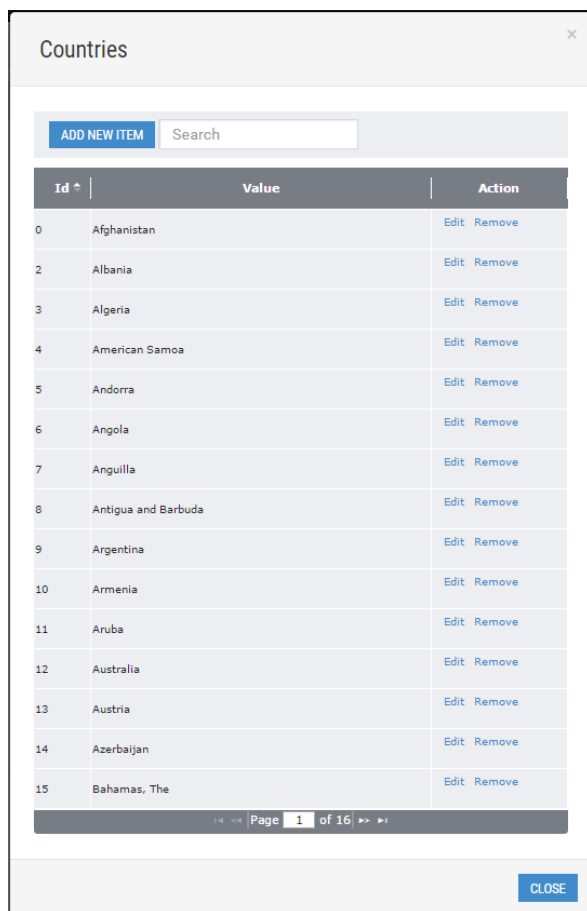 Countries ×
ADD NEW ITEM Search
Id Value Action
0 Afghanistan Edit Remove
2 Albania Edit Remove
3 Algeria Edit Remove
4 American Samoa Edit Remove
5 Andorra Edit Remove
6 Angola Edit Remove
7 Anguilla Edit Remove
8 Antigua and Barbuda Edit Remove
9 Argentina Edit Remove
10 Armenia Edit Remove
11 Aruba Edit Remove
12 Australia Edit Remove
13 Austria Edit Remove
14 Azerbaijan Edit Remove
15 Bahamas, The Edit Remove
Page 1 of 16
CLOSE